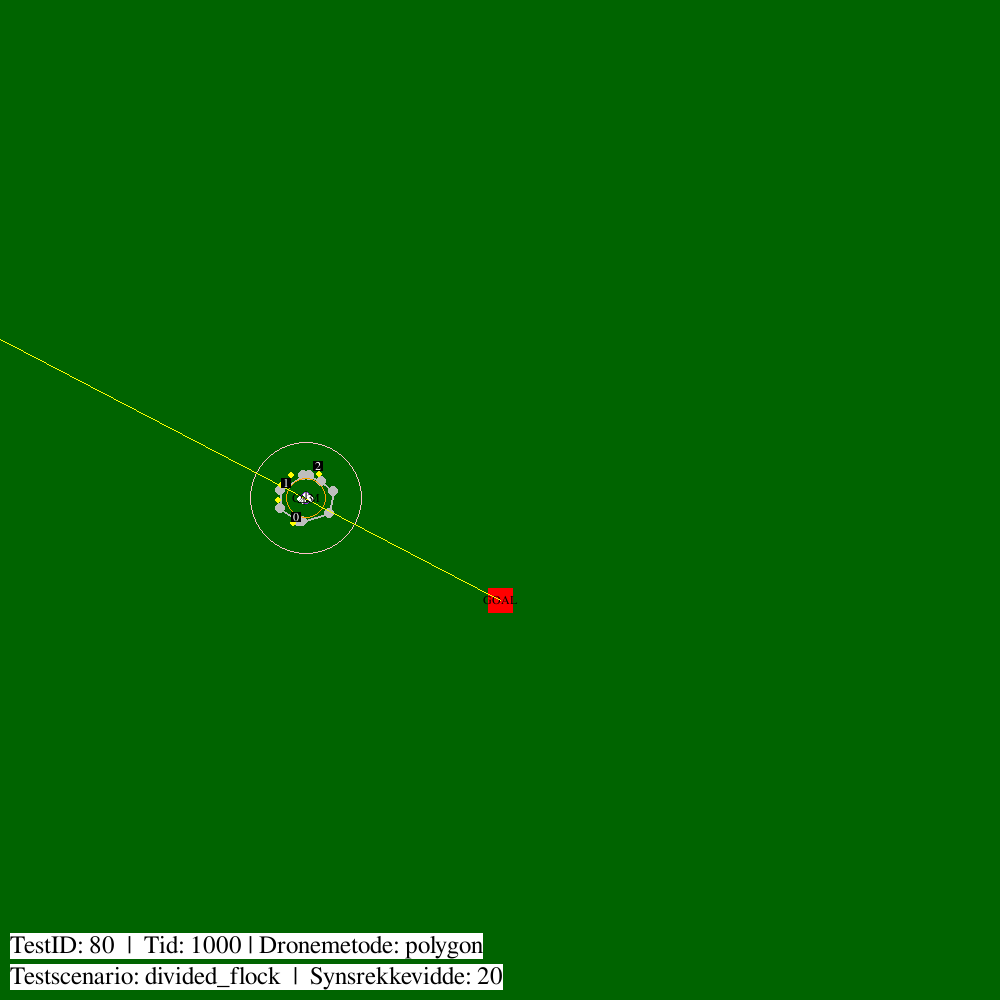 2
1
0
GOAL
TestID: 80 | Tid: 1000 | Dronemetode: polygon
Testscenario: divided_flock | Synsrekkevidde: 20